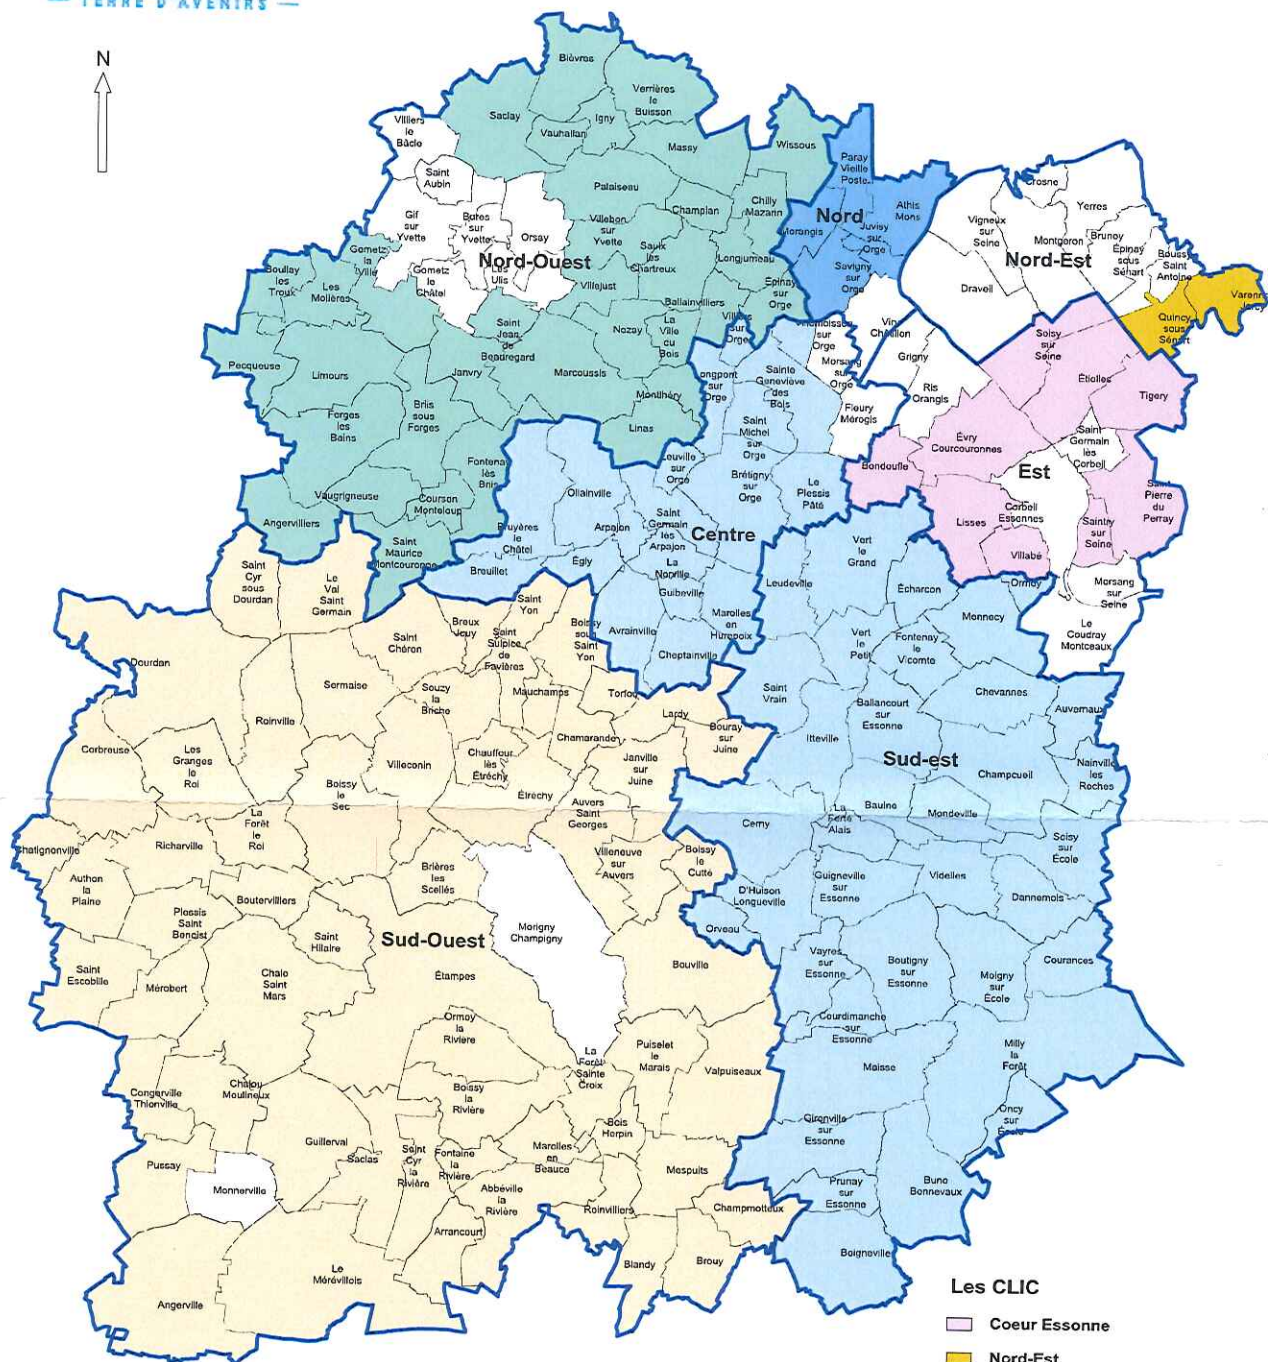 — TERRE D'AVENIRS —
N
Bièvres
Verrières
le
Buisson
Saclay
Igny
Vauhallan
Villiers
le
Bâcle
Massy
Wissous
Saint
Aubin
Palaiseau
Paray
Vieille
Poste
Champlan
Chilly
Mazarin
Nord
Athis
Mons
Morangis
Juvisy
sur
Orge
Savigny
sur
Orge
Gif
sur
Yvette
Bures
sur
Yvette
Orsay
Villebon
sur
Yvette
Saulx
les
Chartreux
Longjumeau
Nord-Ouest
Gometz
la
Ville
Gometz
le
Châtel
Les
Ulis
Villejust
Ballainvilliers
Epinay
sur
Orge
Boullay
les
Troux
Les
Molières
Saint
Jean
de
Beauregard
Nozay
La
Ville
du
Bois
Villiers
sur
Orge
Crosne
Yerres
Vigneux
sur
Seine
Montgeron
Brunoy
Épinay
sous
Sénart
Boussy
Saint
Antoine
Nord-Est
Draveil
Quincy
sous
Sénart
Pecqueuse
Limours
Janvry
Marcoussis
Montlhéry
Linas
Longpont
sur
Orge
Sainte
Geneviève
des
Bois
Morsang
sur
Orge
Grigny
Ris
Orangis
Fleury
Mérogis
Soisy
sur
Seine
Étiolles
Tigery
Forges
les
Bains
Briis
sous
Forges
Saint
Michel
sur
Orge
Évry
Courcouronnes
Saint
Germain
lès
Corbeil
Bondoufle
Est
Fontenay
lès
Briis
Leuville
sur
Orge
Brétigny
sur
Orge
Le
Plessis
Pâté
Vaugrigneuse
Courson
Monteloup
Ollainville
Angervilliers
Saint
Maurice
Montcouronne
Bruyères
le
Châtel
Arpajon
Saint
Germain
lès
Arpajon
Centre
Lisses
Corbeil
Essonnes
Saintry
sur
Seine
Saint
Pierre
du
Perray
Villabé
Breuillet
Égly
La
Norville
Guibeville
Leudeville
Vert
le
Grand
Écharcon
Ormoy
Mennecy
Morsang
sur
Seine
Le
Coudray
Montceaux
Saint
Cyr
sous
Dourdan
Le
Val
Saint
Germain
Saint
Yon
Breux
Jouy
Saint
Sulpice
de
Favières
Boissy
sous
Saint
Yon
Avrainville
Marolles
en
Hurepoix
Cheptainville
Vert
le
Petit
Fontenay
le
Vicomte
Dourdan
Saint
Chéron
Sermaise
Souzy
la
Briche
Mauchamps
Torfou
Lardy
Bouray
sur
Juine
Saint
Vrain
Ballancourt
sur
Essonne
Chevannes
Auvernaux
Roinville
Corbreuse
Les
Granges
le
Roi
Chamarande
Itteville
Sud-est
Champcueil
Nainville
les
Roches
Villeconin
Chauffour
lès
Étréchy
Janville
sur
Juine
Boissy
le
Sec
Étréchy
Auvers
Saint
Georges
La
Forêt
le
Roi
Cerny
La
Ferté
Alais
Baulne
Mondeville
Soisy
sur
École
Chatignonville
Richarville
Villeneuve
sur
Auvers
Boissy
le
Cutté
Authon
la
Plaine
Brières
les
Scellés
D'Huison
Longueville
Guigneville
sur
Essonne
Videlles
Dannemois
Boutervilliers
Plessis
Saint
Benoist
Saint
Hilaire
Sud-Ouest
Morigny
Champigny
Orveau
Saint
Escobille
Mérobert
Chalo
Saint
Mars
Étampes
Bouville
Vayres
sur
Essonne
Boutigny
sur
Essonne
Moigny
sur
École
Courances
Ormoy
la
Rivière
Courdimanche
sur
Essonne
La
Forêt
Sainte
Croix
Puiselet
le
Marais
Valpuiseaux
Maisse
Milly
la
Forêt
Congerville
Thionville
Chalou
Moulineux
Boissy
la
Rivière
Bois
Herpin
Gironville
sur
Essonne
Oncy
sur
École
Guillerval
Saclas
Saint
Cyr
la
Rivière
Fontaine
la
Rivière
Marolles
en
Beauce
Mespuits
Pussay
Monnerville
Abbéville
la
Rivière
Roinvilliers
Champmotteux
Prunay
sur
Essonne
Buno
Bonnevaux
Arrancourt
Boigneville
Le
Mérévillois
Blandy
Brouy
Angerville
Les CLIC
Coeur Essonne
Nord-Est